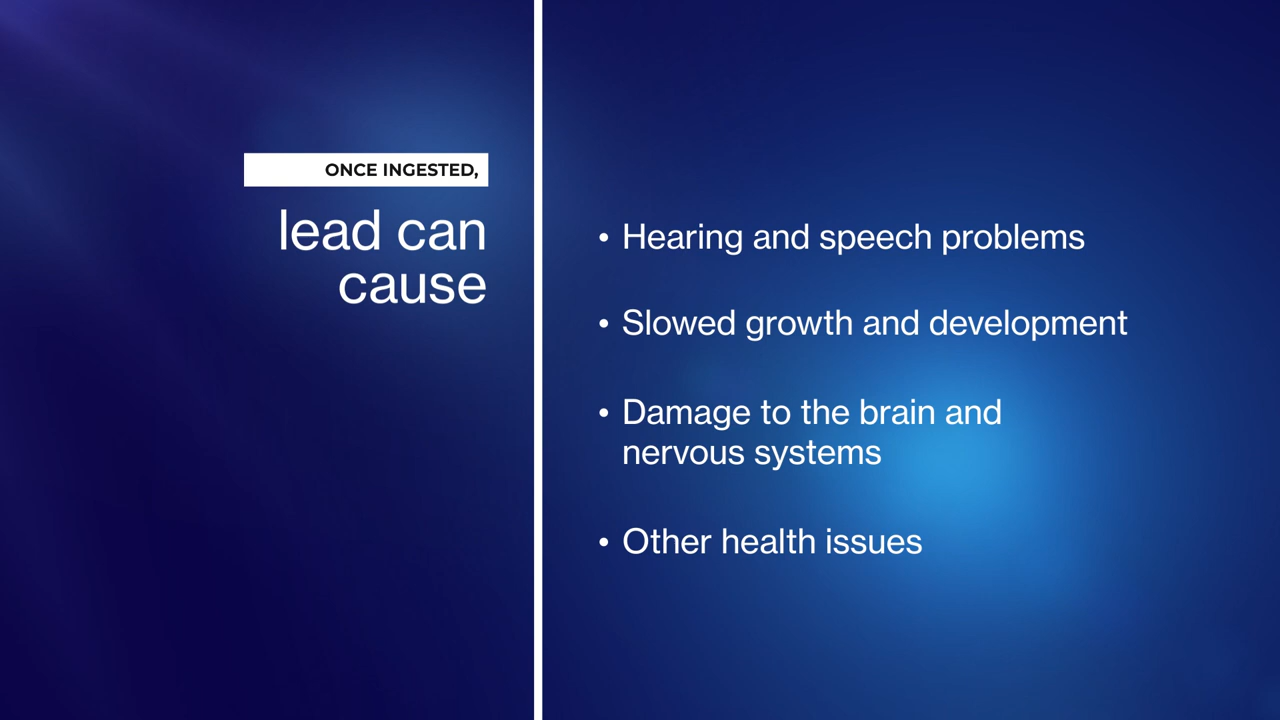 ONCE INGESTED,
lead can
cause
• Hearing and speech problems
• Slowed growth and development
• Damage to the brain and
nervous systems
• Other health issues